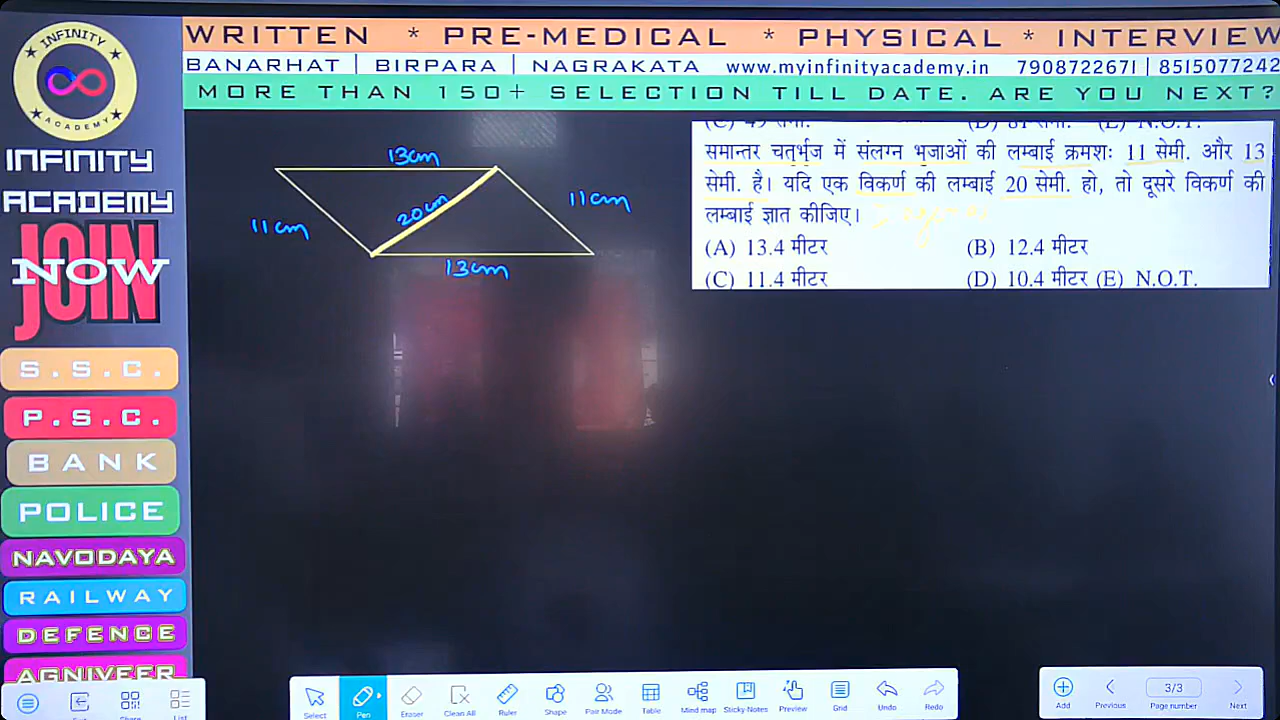 INFINITY
ACADEMY
INFINITY
ACADEMY
JOIN
NOW
S.S.C.
P.S.C.
BANK
POLICE
NAVODAYA
RAILWAY
DEFENCE
AGNIVEER
WRITTEN * PRE-MEDICAL * PHYSICAL * INTERVIEW
BANARHAT | BIRPARA | NAGRAKATA www.myinfinityacademy.in 7908722671 | 8515077242
MORE THAN 150+ SELECTION TILL DATE. ARE YOU NEXT?
13cm
11cm
20cm
11cm
13cm
(C) 49 सेमी. (D) 81 सेमी. (E) N.O.T.
समान्तर चतुर्भुज में संलग्न भुजाओं की लम्बाई क्रमशः 11 सेमी. और 13
सेमी. है। यदि एक विकर्ण की लम्बाई 20 सेमी. हो, तो दूसरे विकर्ण की
लम्बाई ज्ञात कीजिए।
(A) 13.4 मीटर (B) 12.4 मीटर
(C) 11.4 मीटर (D) 10.4 मीटर (E) N.O.T.
Share
List
Select
Pen
Eraser
Clean All
Ruler
Shape
Pair Mode
Table
Mind map
Sticky-Notes
Preview
Grid
Undo
Redo
Add
Previous
3/3
Page number
Next